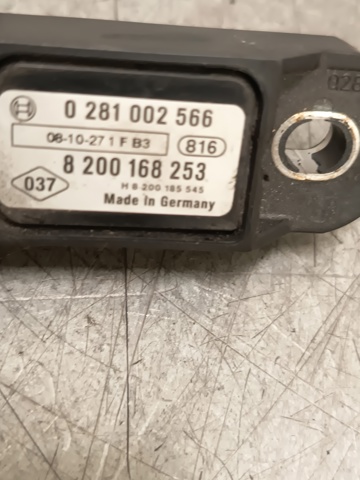 0 281 002 566
08-10-27 1 F B3
816
8 200 168 253
037
H 8 200 185 545
Made in Germany